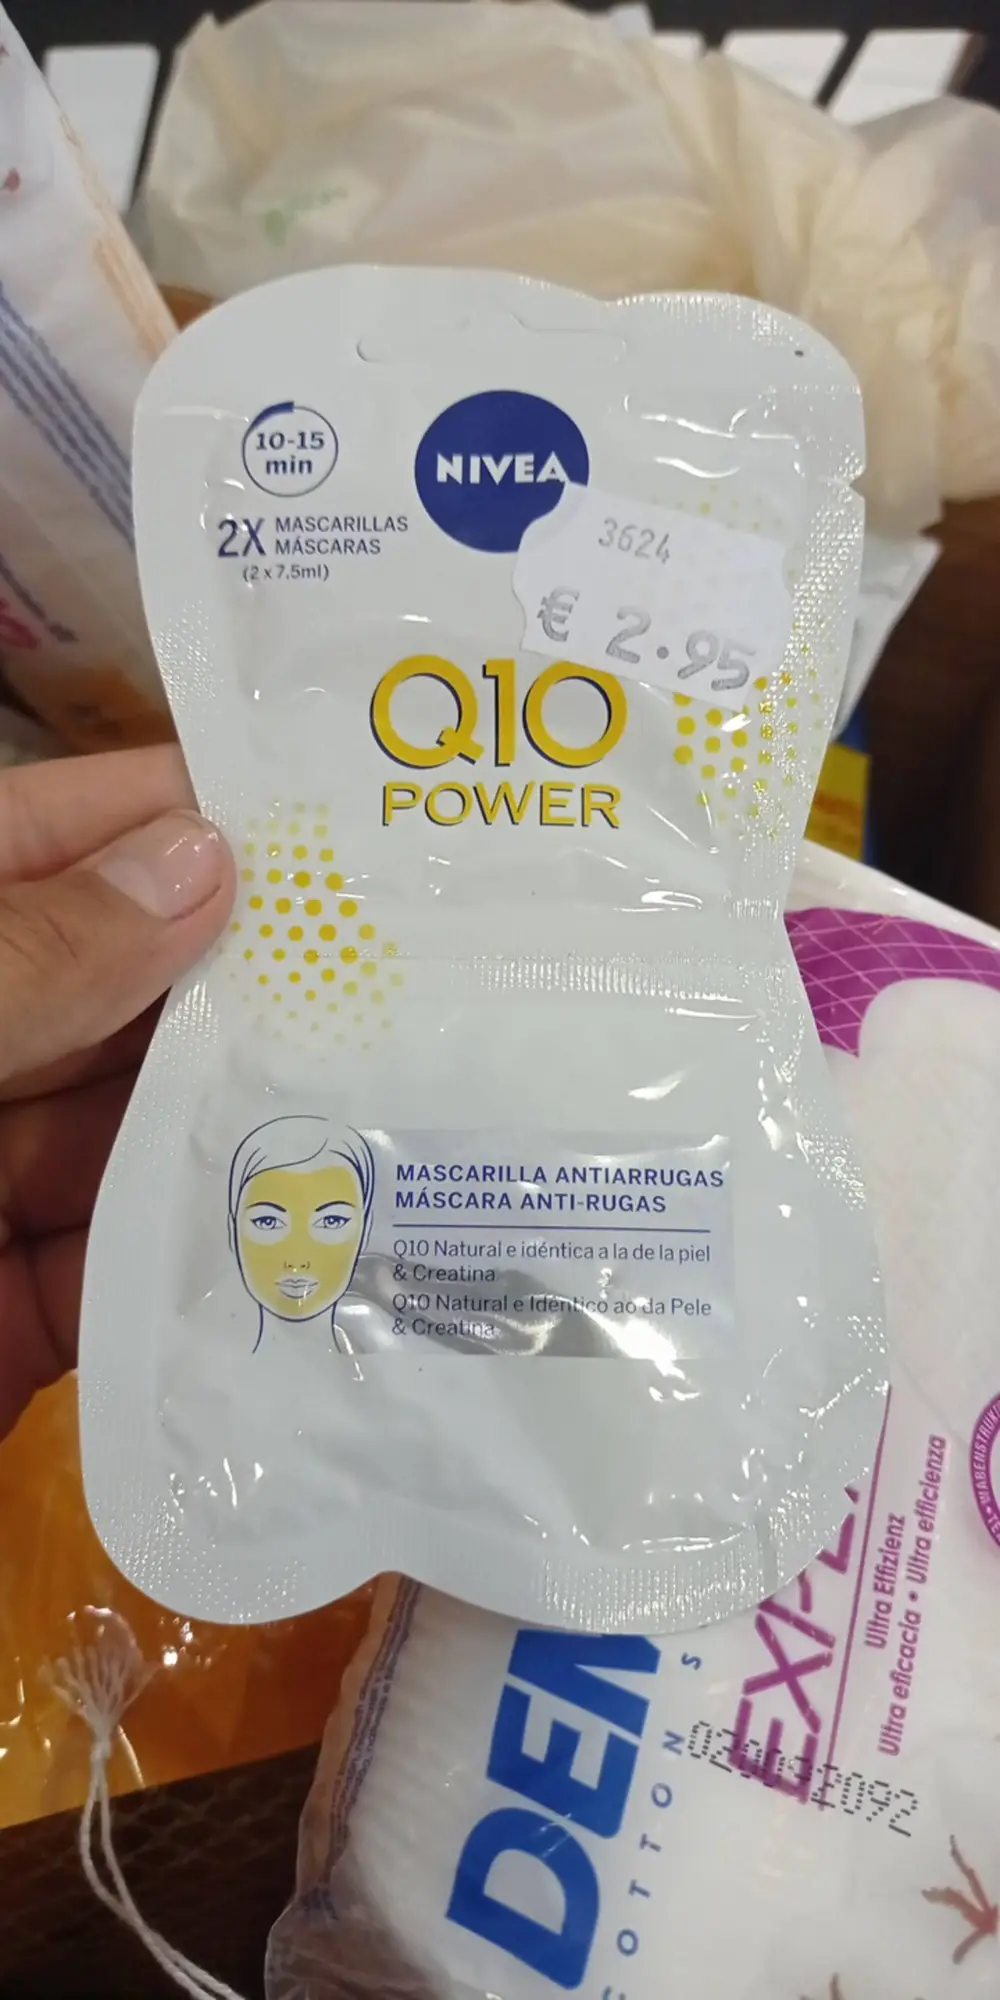 10-15
min
NIVEA
2X MASCARILLAS
MÁSCARAS
(2 x 7,5ml)
3624
€ 2.95
Q10
POWER
MASCARILLA ANTIARRUGAS
MÁSCARA ANTI-RUGAS
Q10 Natural e idéntica a la de la piel
& Creatina
Q10 Natural e Idêntico ao da Pele
& Creatina
DEM
COTTON S
Ultra Effizienz
Ultra eficacia • Ultra efficienza